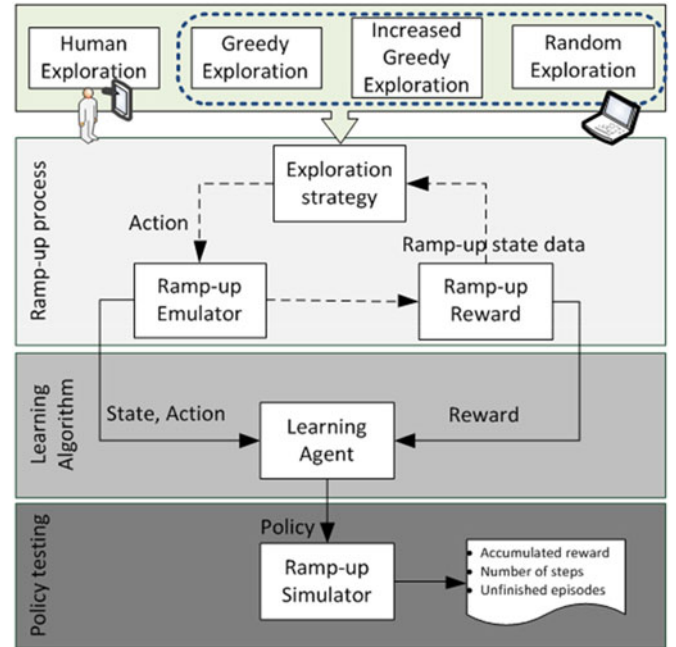 Human
Exploration
Greedy
Exploration
Increased
Greedy
Exploration
Random
Exploration
Ramp-up process
Exploration
strategy
Action
Ramp-up state data
Ramp-up
Emulator
Ramp-up
Reward
Learning
Algorithm
State, Action
Reward
Learning
Agent
Policy testing
Policy
Ramp-up
Simulator
• Accumulated reward
• Number of steps
• Unfinished episodes